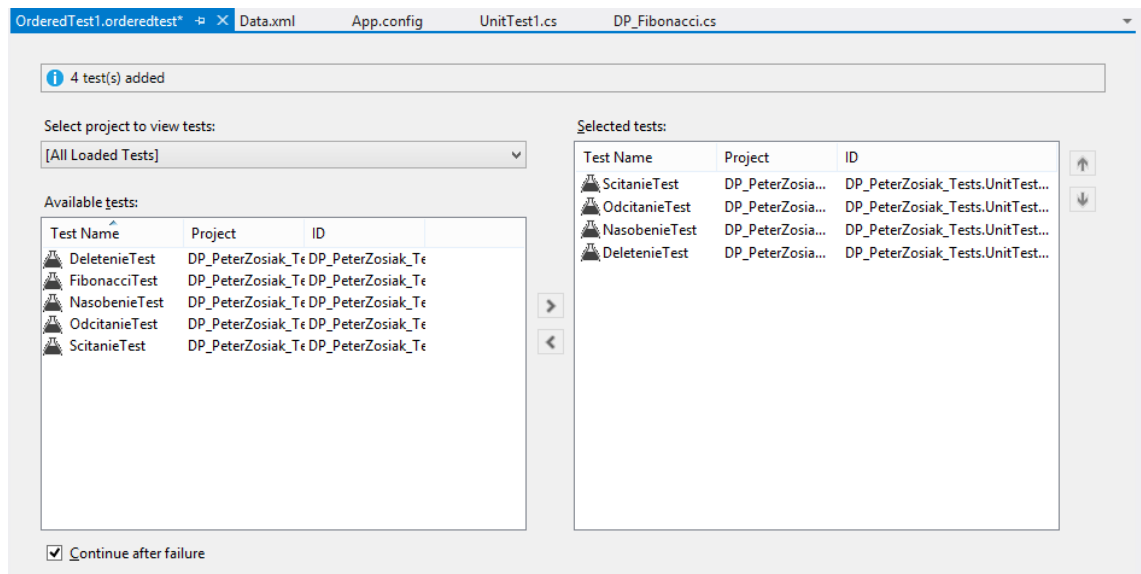 OrderedTest1.orderedtest* Data.xml App.config UnitTest1.cs DP_Fibonacci.cs
4 test(s) added
Select project to view tests:
[All Loaded Tests]
Available tests:
Test Name Project ID
DeletenieTest DP_PeterZosiak_Te DP_PeterZosiak_Te
FibonacciTest DP_PeterZosiak_Te DP_PeterZosiak_Te
NasobenieTest DP_PeterZosiak_Te DP_PeterZosiak_Te
OdcitanieTest DP_PeterZosiak_Te DP_PeterZosiak_Te
ScitanieTest DP_PeterZosiak_Te DP_PeterZosiak_Te
Continue after failure
Selected tests:
Test Name Project ID
ScitanieTest DP_PeterZosia... DP_PeterZosiak_Tests.UnitTest...
OdcitanieTest DP_PeterZosia... DP_PeterZosiak_Tests.UnitTest...
NasobenieTest DP_PeterZosia... DP_PeterZosiak_Tests.UnitTest...
DeletenieTest DP_PeterZosia... DP_PeterZosiak_Tests.UnitTest...